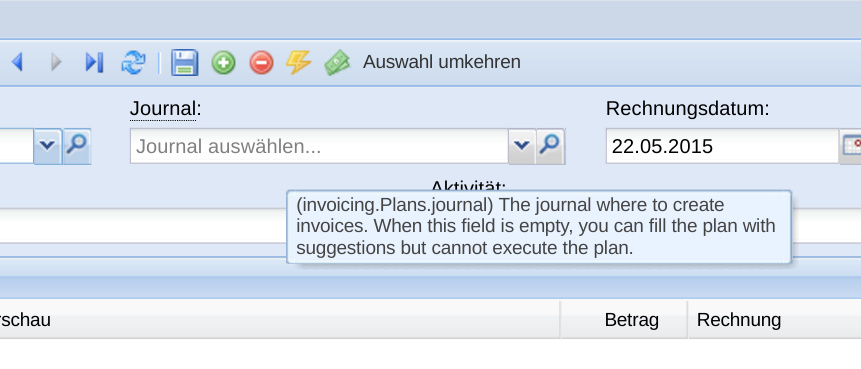 Auswahl umkehren
Journal: Rechnungsdatum:
Journal auswählen... 22.05.2015
Aktivität:
(invoicing.Plans.journal) The journal where to create
invoices. When this field is empty, you can fill the plan with
suggestions but cannot execute the plan.
rschau Betrag Rechnung